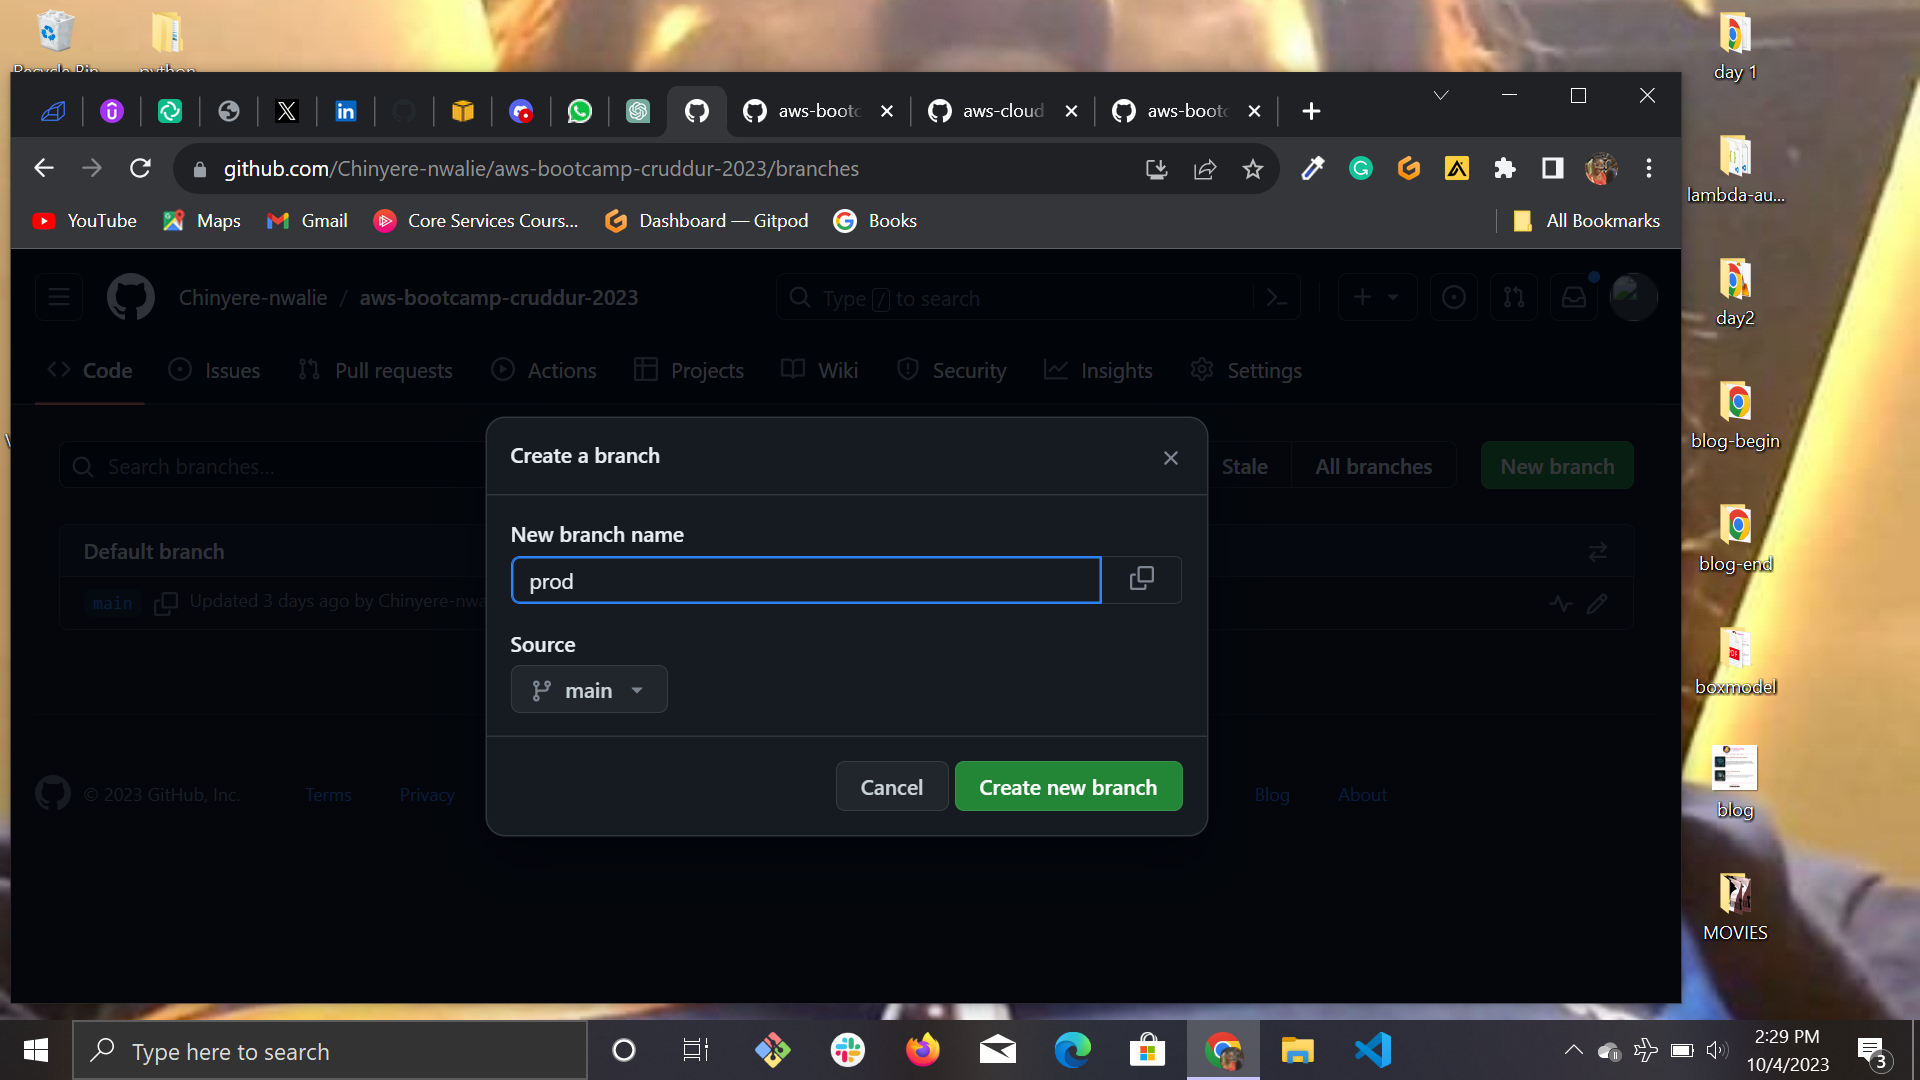 Recycle Bin
python
day 1
aws-bootc
aws-cloud
aws-bootc
github.com/Chinyere-nwalie/aws-bootcamp-cruddur-2023/branches
YouTube
Maps
Gmail
Core Services Cours...
Dashboard — Gitpod
Books
All Bookmarks
lambda-au...
Chinyere-nwalie / aws-bootcamp-cruddur-2023
Type / to search
day2
Code
Issues
Pull requests
Actions
Projects
Wiki
Security
Insights
Settings
blog-begin
Search branches...
Stale
All branches
New branch
Default branch
main
Updated 3 days ago by Chinyere-nwa
Create a branch
New branch name
prod
Source
main
Cancel
Create new branch
blog-end
boxmodel
PDF
blog
MOVIES
© 2023 GitHub, Inc.
Terms
Privacy
Blog
About
Type here to search
2:29 PM
10/4/2023
3